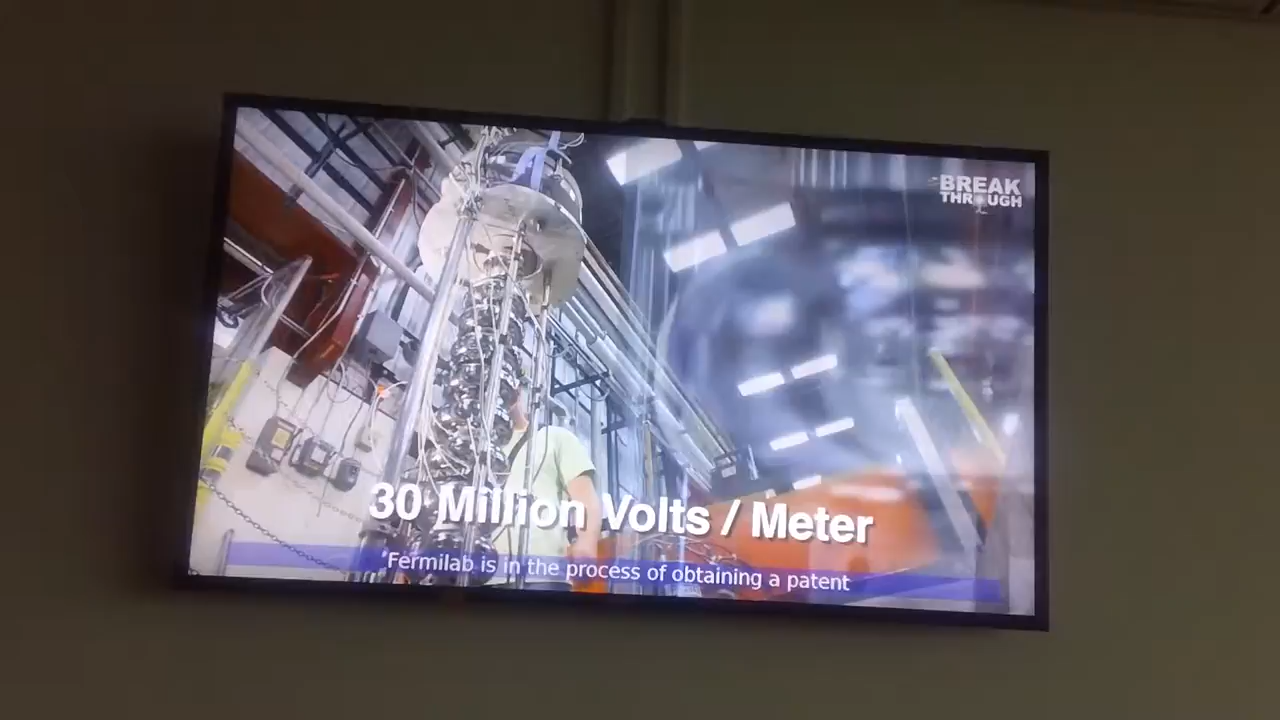 BREAK
THROUGH
30 Million Volts / Meter
*Fermilab is in the process of obtaining a patent